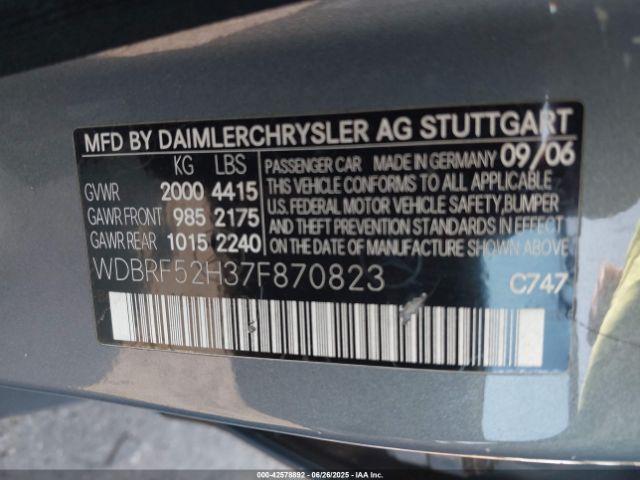 MFD BY DAIMLERCHRYSLER AG STUTTGART
KG LBS
GVWR 2000 4415
GAWR FRONT 985 2175
GAWR REAR 1015 2240
PASSENGER CAR MADE IN GERMANY 09/06
THIS VEHICLE CONFORMS TO ALL APPLICABLE
U.S. FEDERAL MOTOR VEHICLE SAFETY, BUMPER
AND THEFT PREVENTION STANDARDS IN EFFECT
ON THE DATE OF MANUFACTURE SHOWN ABOVE.
WDBRF52H37F870823
C747
000-42578892 - 06/26/2025 - IAA Inc.